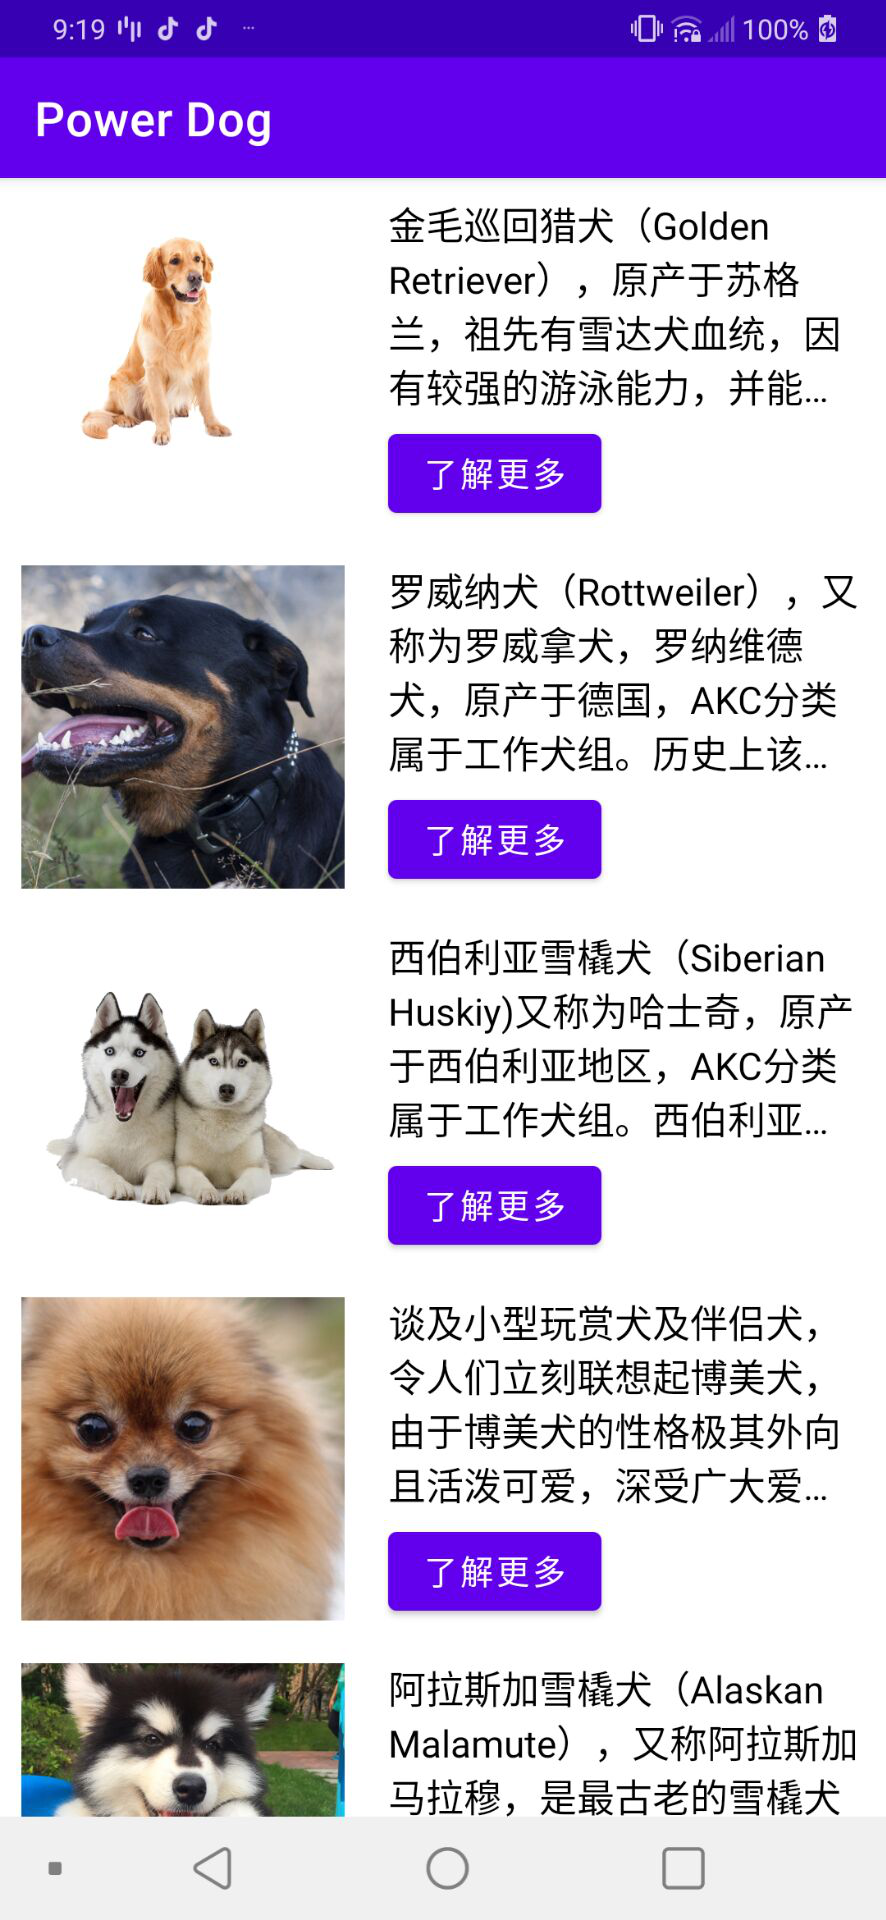 9:19
100%
Power Dog
金毛巡回猎犬（Golden
Retriever），原产于苏格
兰，祖先有雪达犬血统，因
有较强的游泳能力，并能...
了解更多
罗威纳犬（Rottweiler），又
称为罗威拿犬，罗纳维德
犬，原产于德国，AKC分类
属于工作犬组。历史上该...
了解更多
西伯利亚雪橇犬（Siberian
Huskiy)又称为哈士奇，原产
于西伯利亚地区，AKC分类
属于工作犬组。西伯利亚...
了解更多
谈及小型玩赏犬及伴侣犬，
令人们立刻联想起博美犬，
由于博美犬的性格极其外向
且活泼可爱，深受广大爱...
了解更多
阿拉斯加雪橇犬（Alaskan
Malamute），又称阿拉斯加
马拉穆，是最古老的雪橇犬